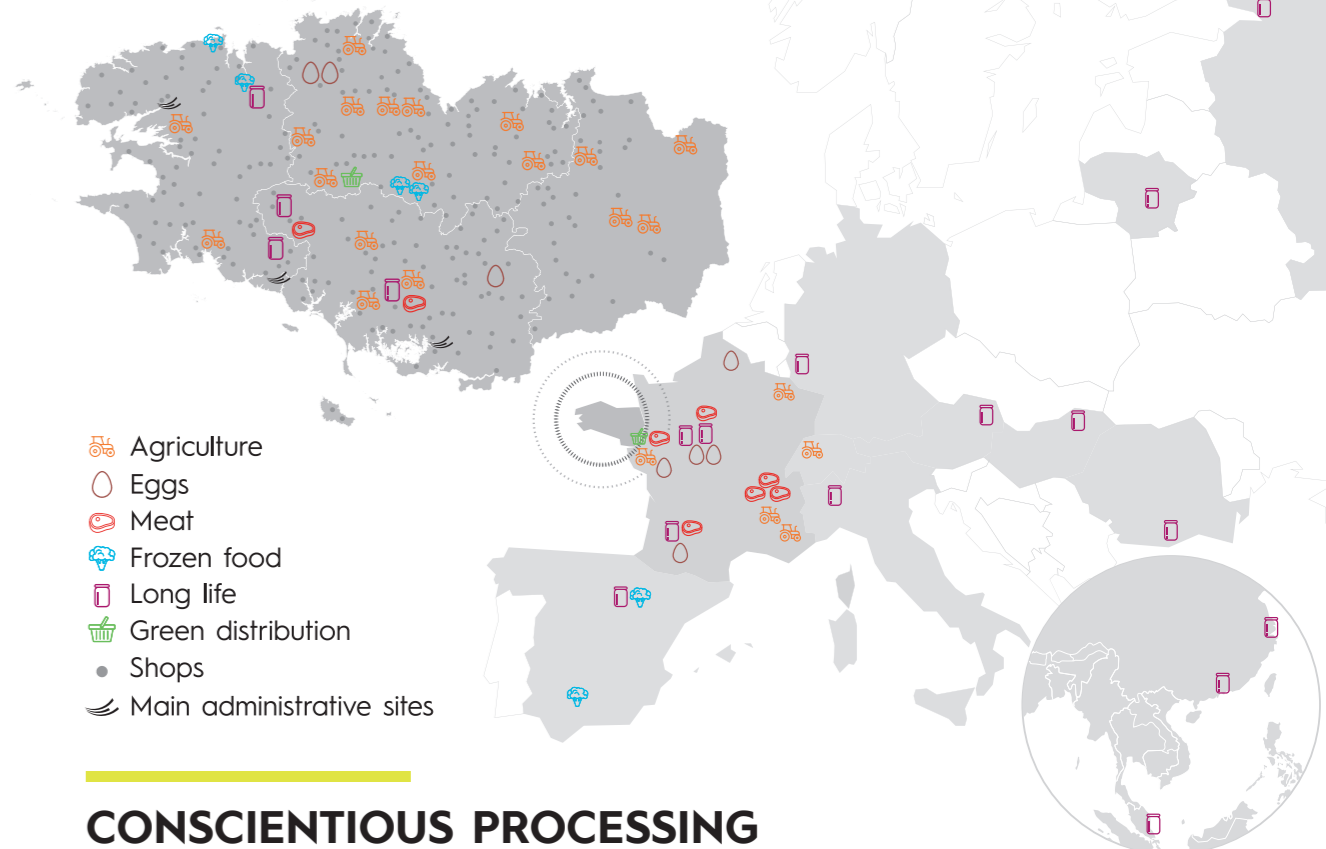 Agriculture
Eggs
Meat
Frozen food
Long life
Green distribution
Shops
Main administrative sites
CONSCIENTIOUS PROCESSING